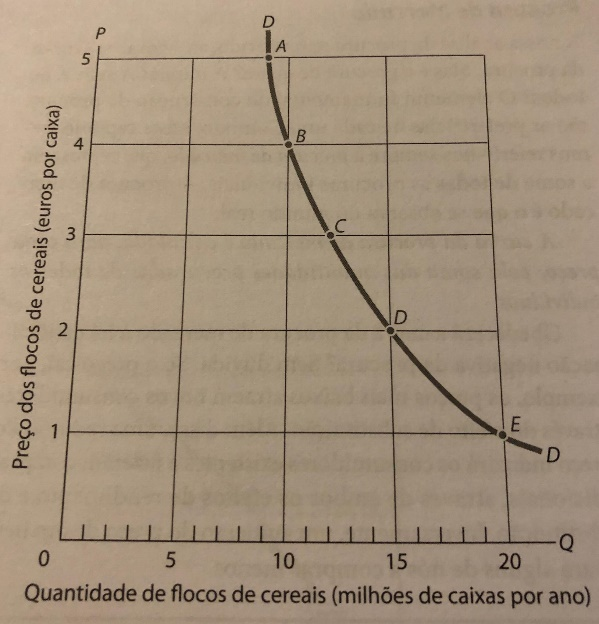 D
P
5
A
4
B
3
C
2
D
1
E
D
0
5
10
15
20
Q
Preço dos flocos de cereais (euros por caixa)
Quantidade de flocos de cereais (milhões de caixas por ano)